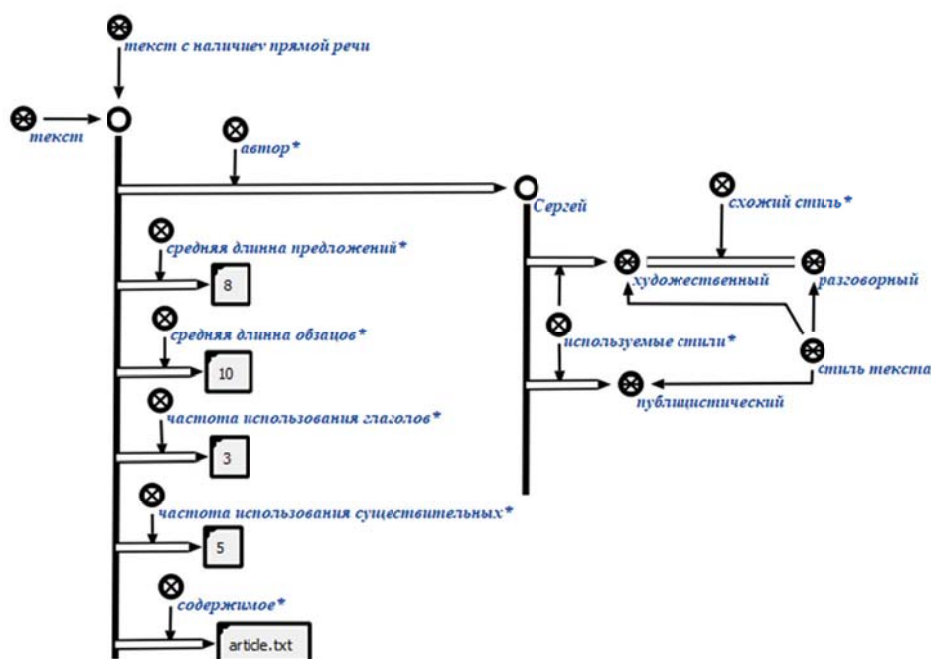 текст с наличиеу прямой речи
текст
автор*
Сергей
схожий стиль*
средняя длинна предложений*
8
художественный
разговорный
средняя длинна обзацов*
используемые стили*
10
стиль текста
публицистический
частота использования глаголов*
3
частота использования существительных*
5
содержимое*
article.txt